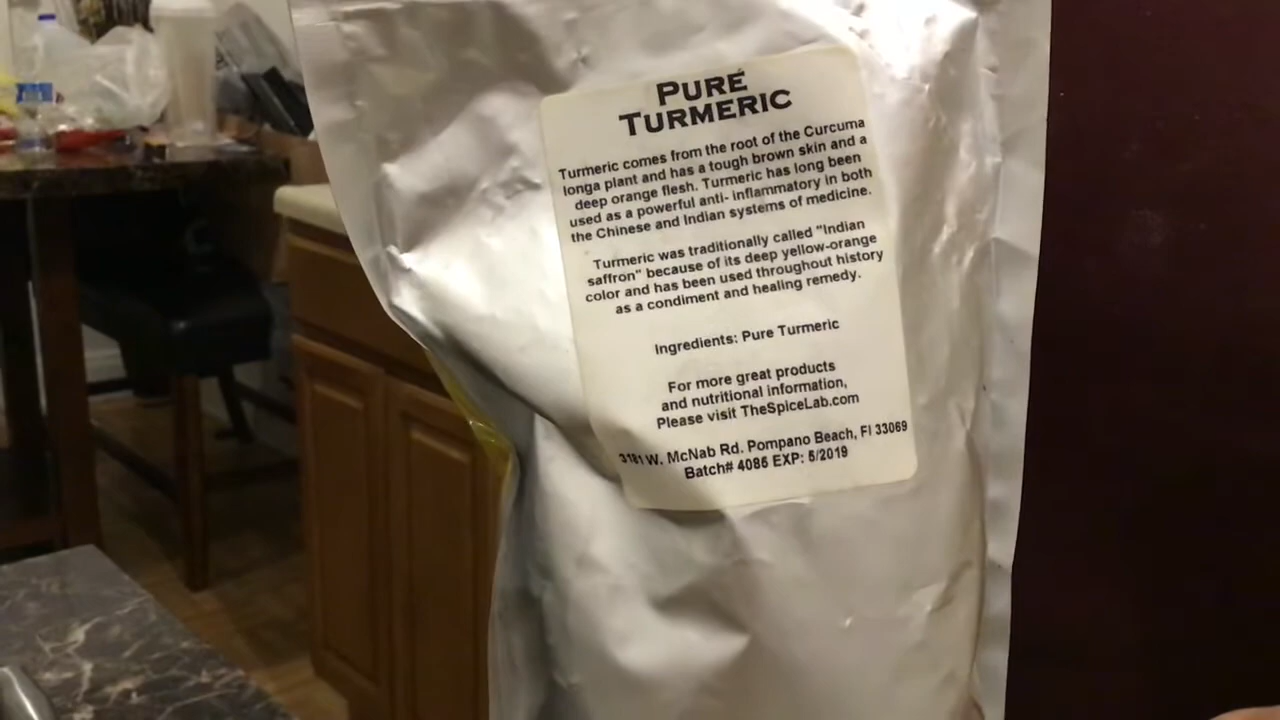 PURE
TURMERIC
Turmeric comes from the root of the Curcuma
longa plant and has a tough brown skin and a
deep orange flesh. Turmeric has long been
used as a powerful anti- inflammatory in both
the Chinese and Indian systems of medicine.
Turmeric was traditionally called "Indian
saffron" because of its deep yellow-orange
color and has been used throughout history
as a condiment and healing remedy.
Ingredients: Pure Turmeric
For more great products
and nutritional information,
Please visit TheSpiceLab.com
3181 W. McNab Rd. Pompano Beach, Fl 33069
Batch# 4085 EXP: 5/2019